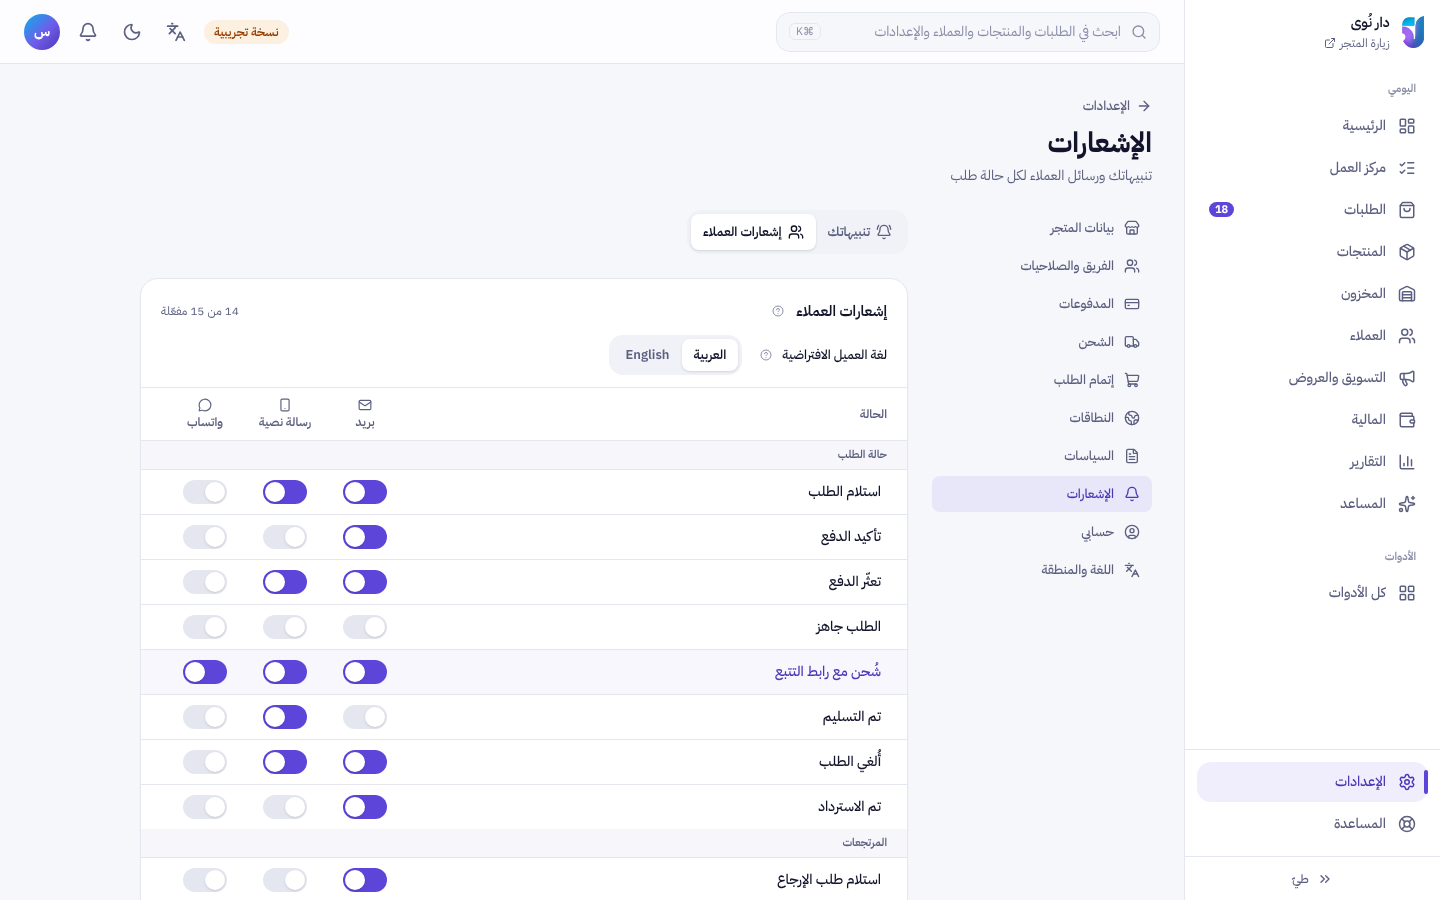 دار نُوى
زيارة المتجر
ابحث في الطلبات والمنتجات والعملاء والإعدادات
⌘K
نسخة تجريبية
س
اليومي
الرئيسية
مركز العمل
الطلبات
18
المنتجات
المخزون
العملاء
التسويق والعروض
المالية
التقارير
المساعد
الأدوات
كل الأدوات
الإعدادات
المساعدة
طيّ
الإعدادات
الإشعارات
تنبيهاتك ورسائل العملاء لكل حالة طلب
بيانات المتجر
الفريق والصلاحيات
المدفوعات
الشحن
إتمام الطلب
النطاقات
السياسات
الإشعارات
حسابي
اللغة والمنطقة
تنبيهاتك
إشعارات العملاء
إشعارات العملاء
14 من 15 مفعّلة
لغة العميل الافتراضية
العربية
English
الحالة
بريد
رسالة نصية
واتساب
حالة الطلب
استلام الطلب
تأكيد الدفع
تعثّر الدفع
الطلب جاهز
شُحن مع رابط التتبع
تم التسليم
أُلغي الطلب
تم الاسترداد
المرتجعات
استلام طلب الإرجاع